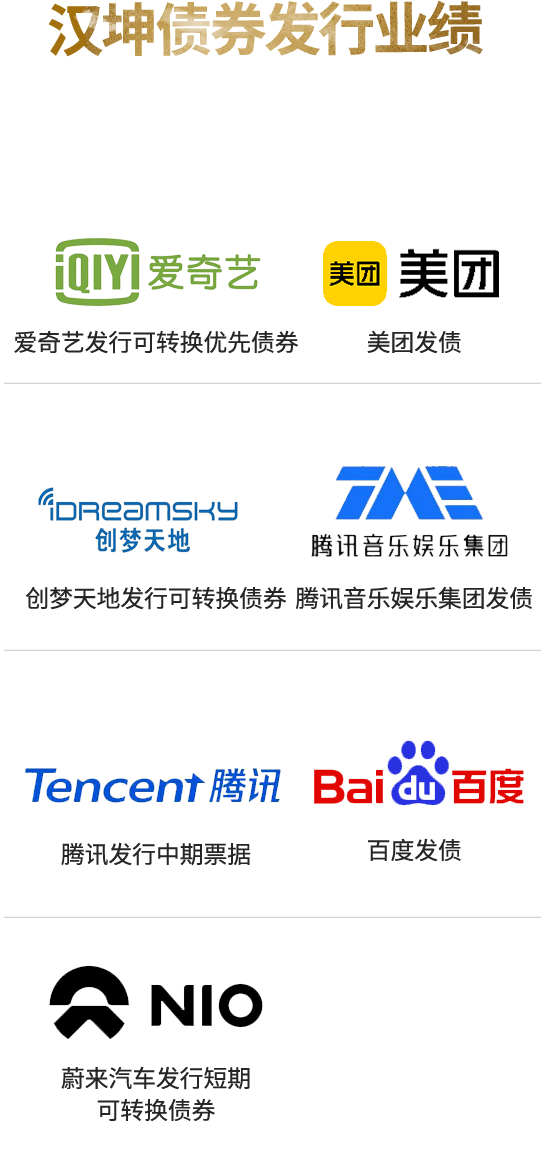 汉坤债券发行业绩
iQIYI 爱奇艺
美团 美团
爱奇艺发行可转换优先债券
美团发债
iDREAMSKY
创梦天地
TME
腾讯音乐娱乐集团
创梦天地发行可转换债券
腾讯音乐娱乐集团发债
Tencent 腾讯
Bai du 百度
腾讯发行中期票据
百度发债
NIO
蔚来汽车发行短期
可转换债券